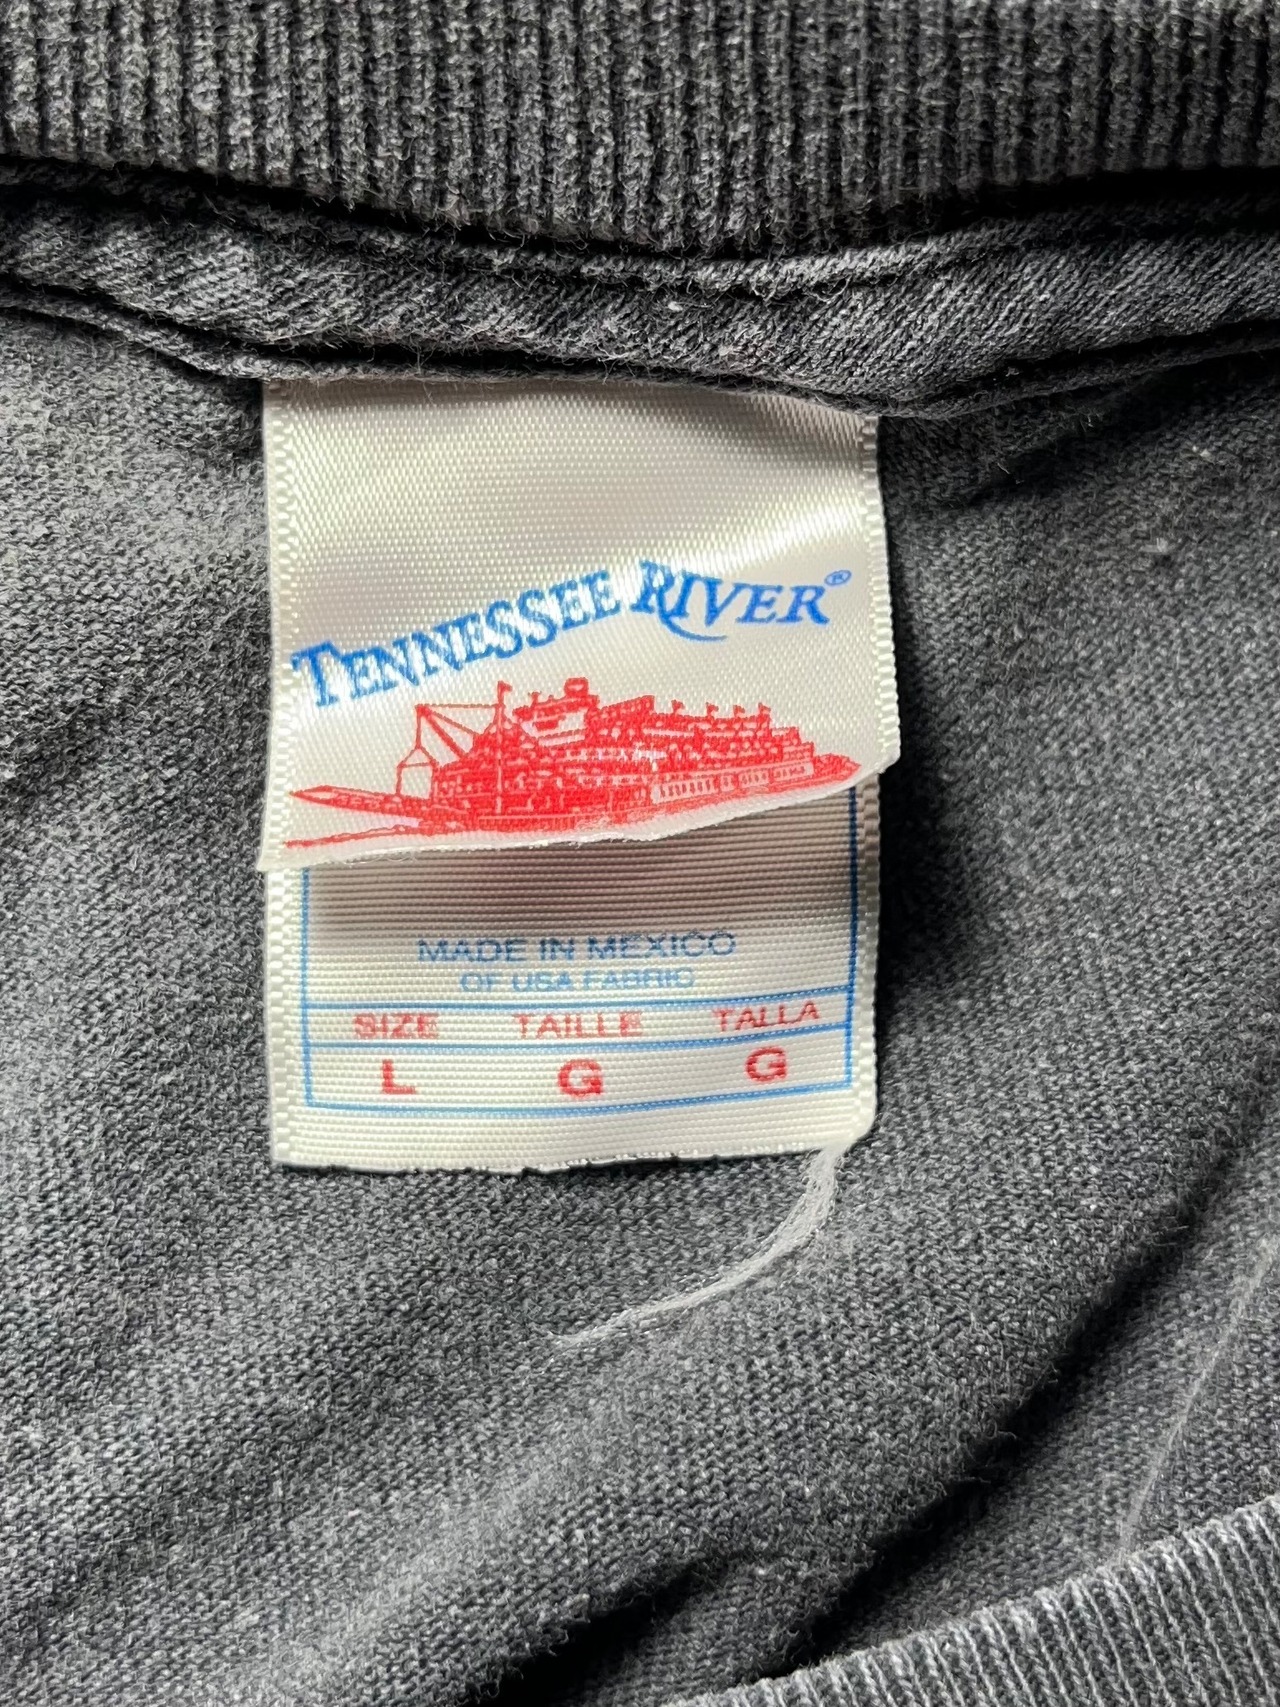 TENNESSEE RIVER®
MADE IN MEXICO
OF USA FABRIC
SIZE TAILLE TALLA
L G G